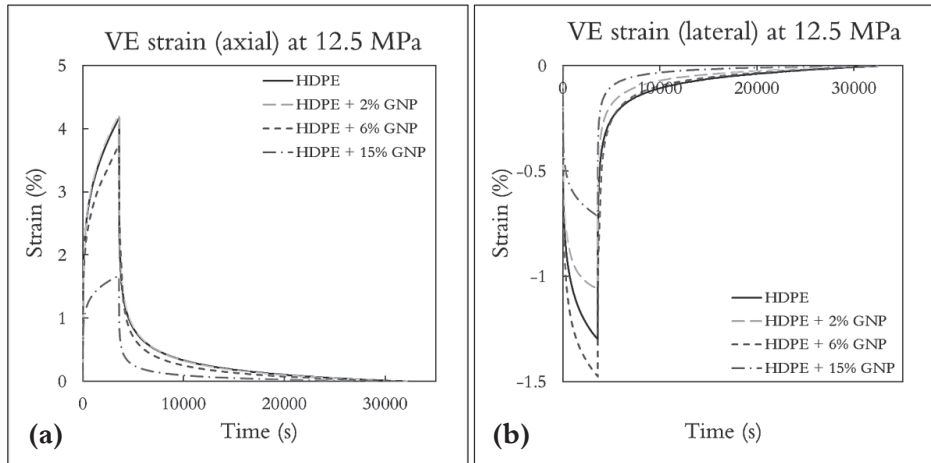 VE strain (axial) at 12.5 MPa
5
4
3
2
1
0
Strain (%)
HDPE
HDPE + 2% GNP
HDPE + 6% GNP
HDPE + 15% GNP
0 10000 20000 30000
Time (s)
(a)
VE strain (lateral) at 12.5 MPa
0 10000 20000 30000
0
−0.5
−1
−1.5
Strain (%)
HDPE
HDPE + 2% GNP
HDPE + 6% GNP
HDPE + 15% GNP
Time (s)
(b)